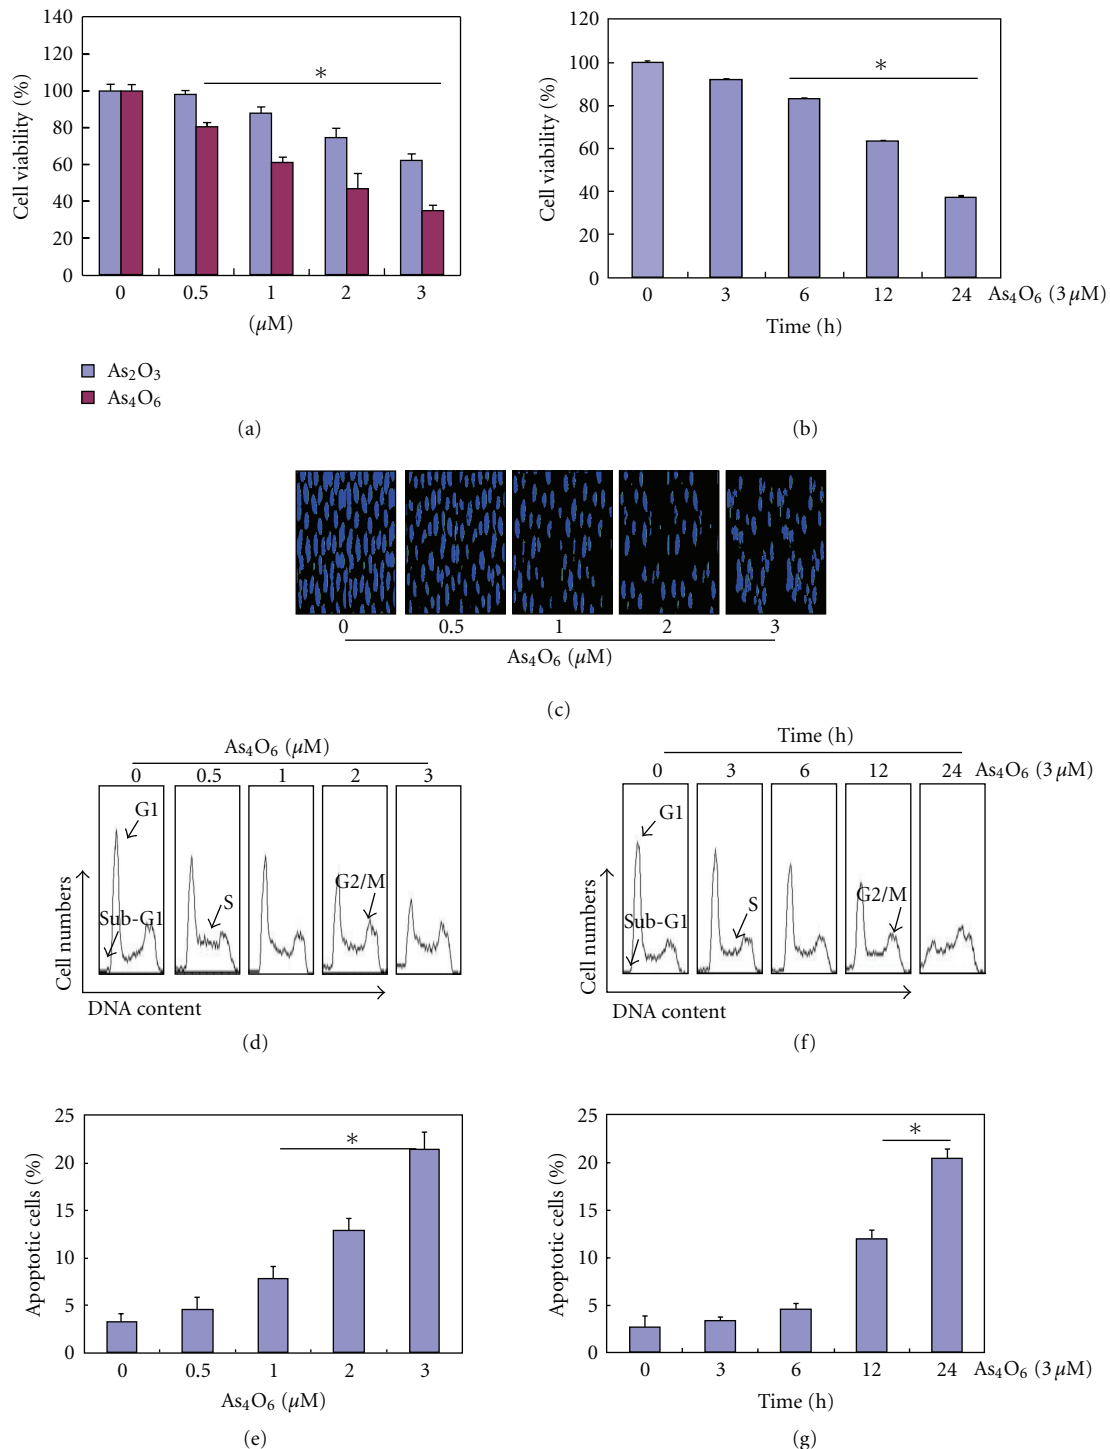 140
120
100
80
60
40
20
0
Cell viability (%)
*
0 0.5 1 2 3
(µM)
As₂O₃
As₄O₆
(a)
120
100
80
60
40
20
0
Cell viability (%)
*
0 3 6 12 24 As₄O₆ (3 µM)
Time (h)
(b)
0 0.5 1 2 3
As₄O₆ (µM)
(c)
As₄O₆ (µM)
0 0.5 1 2 3
G1
Sub-G1
S
G2/M
Cell numbers
DNA content
(d)
Time (h)
0 3 6 12 24 As₄O₆ (3 µM)
G1
Sub-G1
S
G2/M
Cell numbers
DNA content
(f)
25
20
15
10
5
0
Apoptotic cells (%)
*
0 0.5 1 2 3
As₄O₆ (µM)
(e)
25
20
15
10
5
0
Apoptotic cells (%)
*
0 3 6 12 24 As₄O₆ (3 µM)
Time (h)
(g)